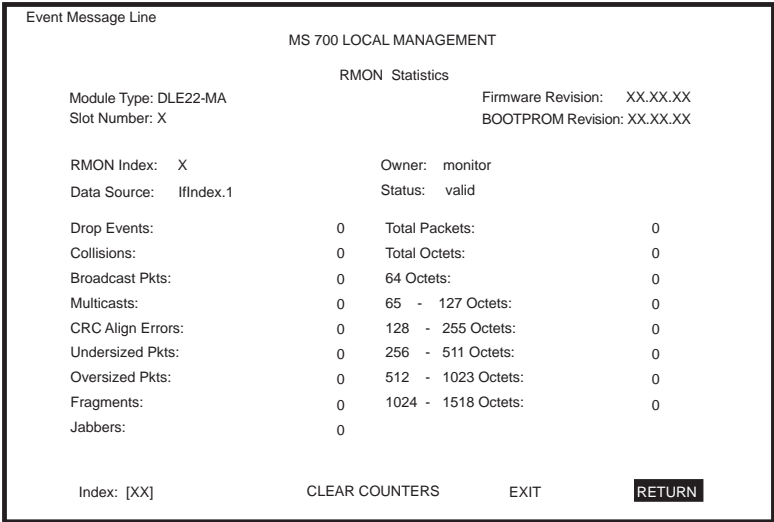 Event Message Line
MS 700 LOCAL MANAGEMENT
RMON Statistics
Module Type: DLE22-MA Firmware Revision: XX.XX.XX
Slot Number: X BOOTPROM Revision: XX.XX.XX
RMON Index: X Owner: monitor
Data Source: IfIndex.1 Status: valid
Drop Events: 0 Total Packets: 0
Collisions: 0 Total Octets: 0
Broadcast Pkts: 0 64 Octets: 0
Multicasts: 0 65 - 127 Octets: 0
CRC Align Errors: 0 128 - 255 Octets: 0
Undersized Pkts: 0 256 - 511 Octets: 0
Oversized Pkts: 0 512 - 1023 Octets: 0
Fragments: 0 1024 - 1518 Octets: 0
Jabbers: 0
Index: [XX] CLEAR COUNTERS EXIT RETURN